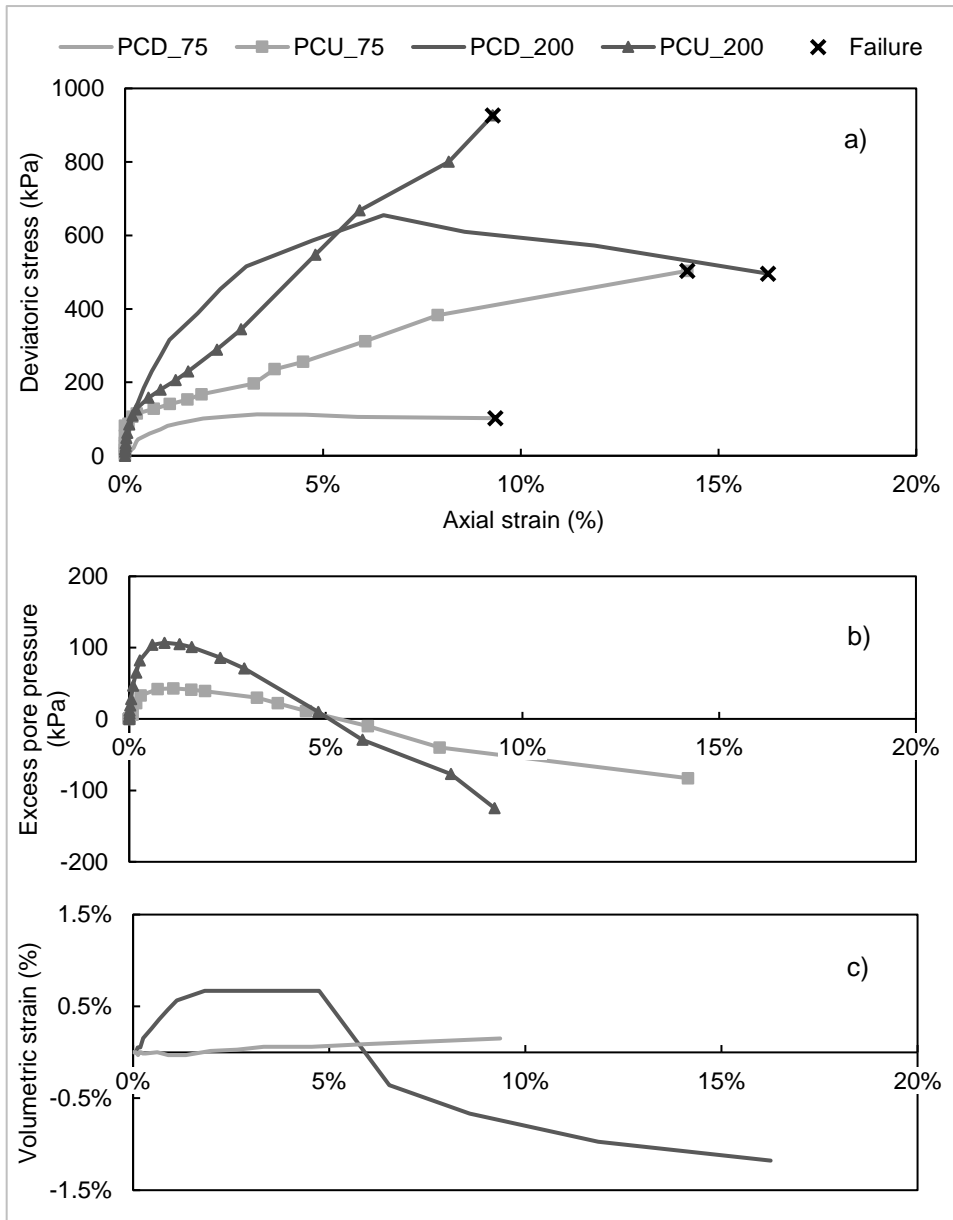 PCD_75 PCU_75 PCD_200 PCU_200 Failure
1000
800
600
400
200
0
Deviatoric stress (kPa)
a)
0% 5% 10% 15% 20%
Axial strain (%)
200
100
0
-100
-200
Excess pore pressure
(kPa)
b)
0% 5% 10% 15% 20%
1.5%
0.5%
-0.5%
-1.5%
Volumetric strain (%)
c)
0% 5% 10% 15% 20%